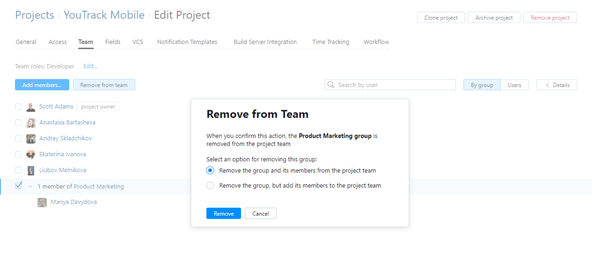 Projects › YouTrack Mobile › Edit Project
Clone project Archive project Remove project
General Access Team Fields VCS Notification Templates Build Server Integration Time Tracking Workflow
Team roles: Developer Edit...
Add members... Remove from team Search by user By group Users Details
Scott Adams project owner
Anastasia Bartasheva
Andrey Skladchikov
Ekaterina Ivanova
Liubov Melnikova
1 member of Product Marketing
Mariya Davydova
Remove from Team
When you confirm this action, the Product Marketing group is
removed from the project team
Select an option for removing this group:
Remove the group and its members from the project team
Remove the group, but add its members to the project team
Remove Cancel